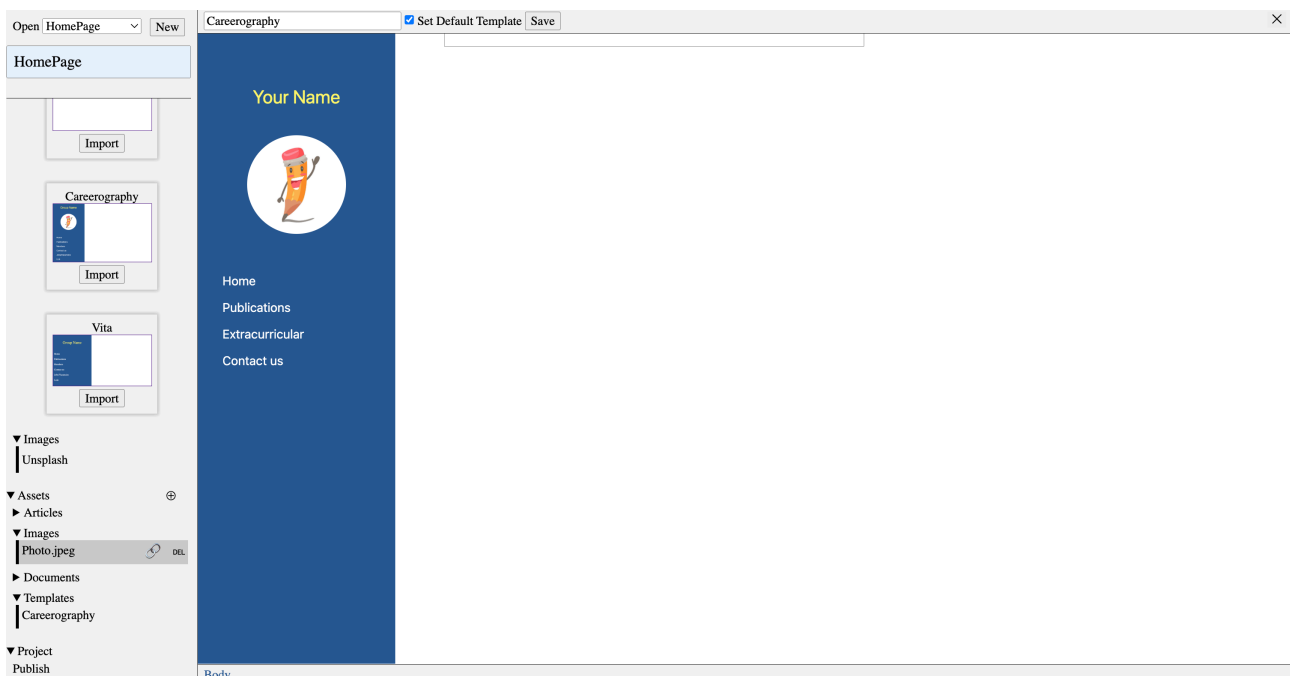 Open HomePage New
HomePage
Import
Careerography
Import
Vita
Import
Images
Unsplash
Assets
Articles
Images
Photo.jpeg DEL
Documents
Templates
Careerography
Project
Publish
Careerography Set Default Template Save
Your Name
Home
Publications
Extracurricular
Contact us
Body